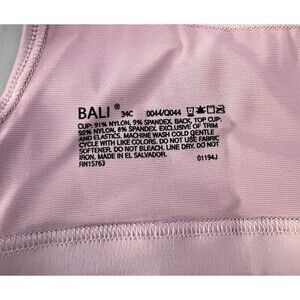 BALI® 34C 0044/Q044
CUP: 91% NYLON, 9% SPANDEX. BACK, TOP CUP:
92% NYLON, 8% SPANDEX. EXCLUSIVE OF TRIM
AND ELASTICS. MACHINE WASH COLD GENTLE
CYCLE WITH LIKE COLORS. DO NOT USE FABRIC
SOFTENER. DO NOT BLEACH. LINE DRY. DO NOT
IRON. MADE IN EL SALVADOR.
RN15763 01194J